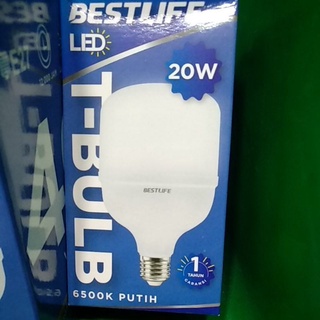 BESTLIFE
LED
20W
T-BULB
BESTLIFE
1
TAHUN
GARANSI
6500K PUTIH